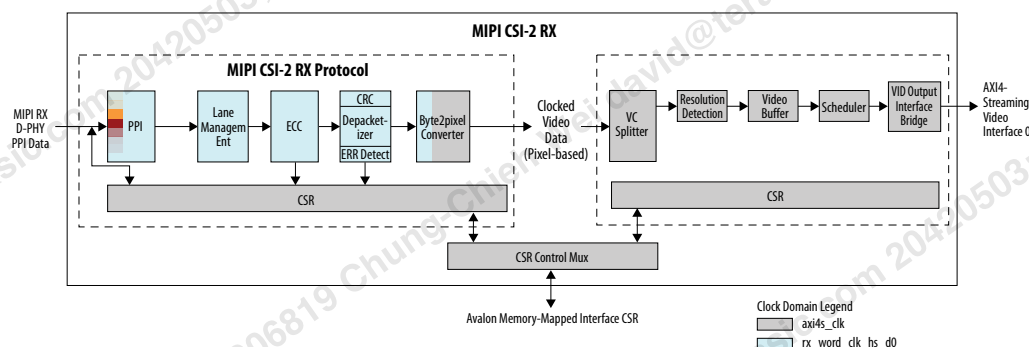 MIPI CSI-2 RX
MIPI CSI-2 RX Protocol
MIPI RX
D-PHY
PPI Data
PPI
Lane
Managem
Ent
ECC
CRC
Depacket-
izer
ERR Detect
Byte2pixel
Converter
CSR
Clocked
Video
Data
(Pixel-based)
VC
Splitter
Resolution
Detection
Video
Buffer
Scheduler
VID Output
Interface
Bridge
AXI4-
Streaming
Video
Interface 0
CSR
CSR Control Mux
Avalon Memory-Mapped Interface CSR
Clock Domain Legend
axi4s_clk
rx_word_clk_hs_d0